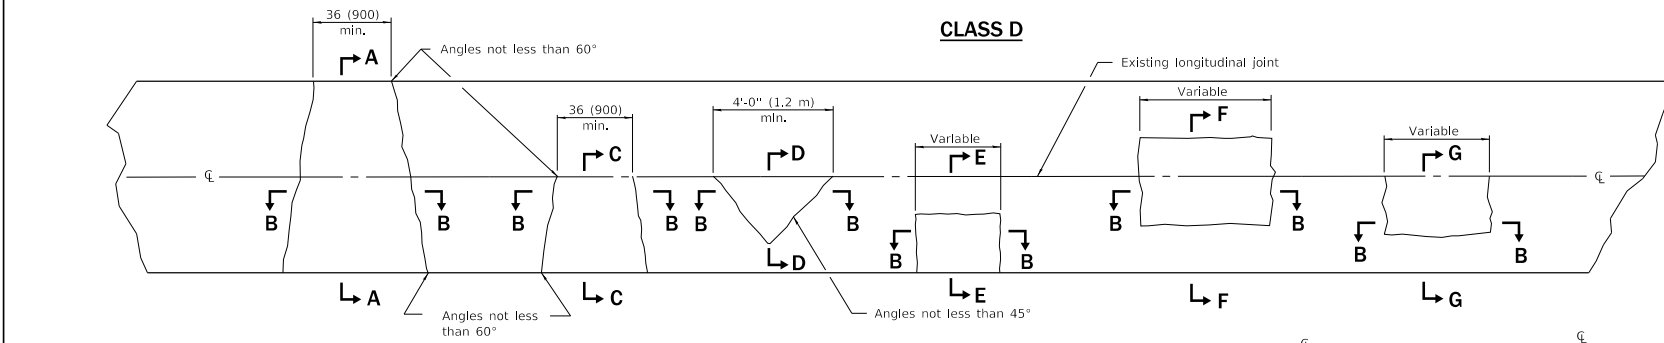 CLASS D
36 (900)
min.
A
Angles not less than 60°
Existing longitudinal joint
36 (900)
min.
4'-0" (1.2 m)
min.
Variable
Variable
Variable
C
D
E
F
G
℄
℄
B
B
B
B
B
B
B
B
B
B
B
B
A
C
D
E
F
G
Angles not less
than 60°
Angles not less than 45°
℄